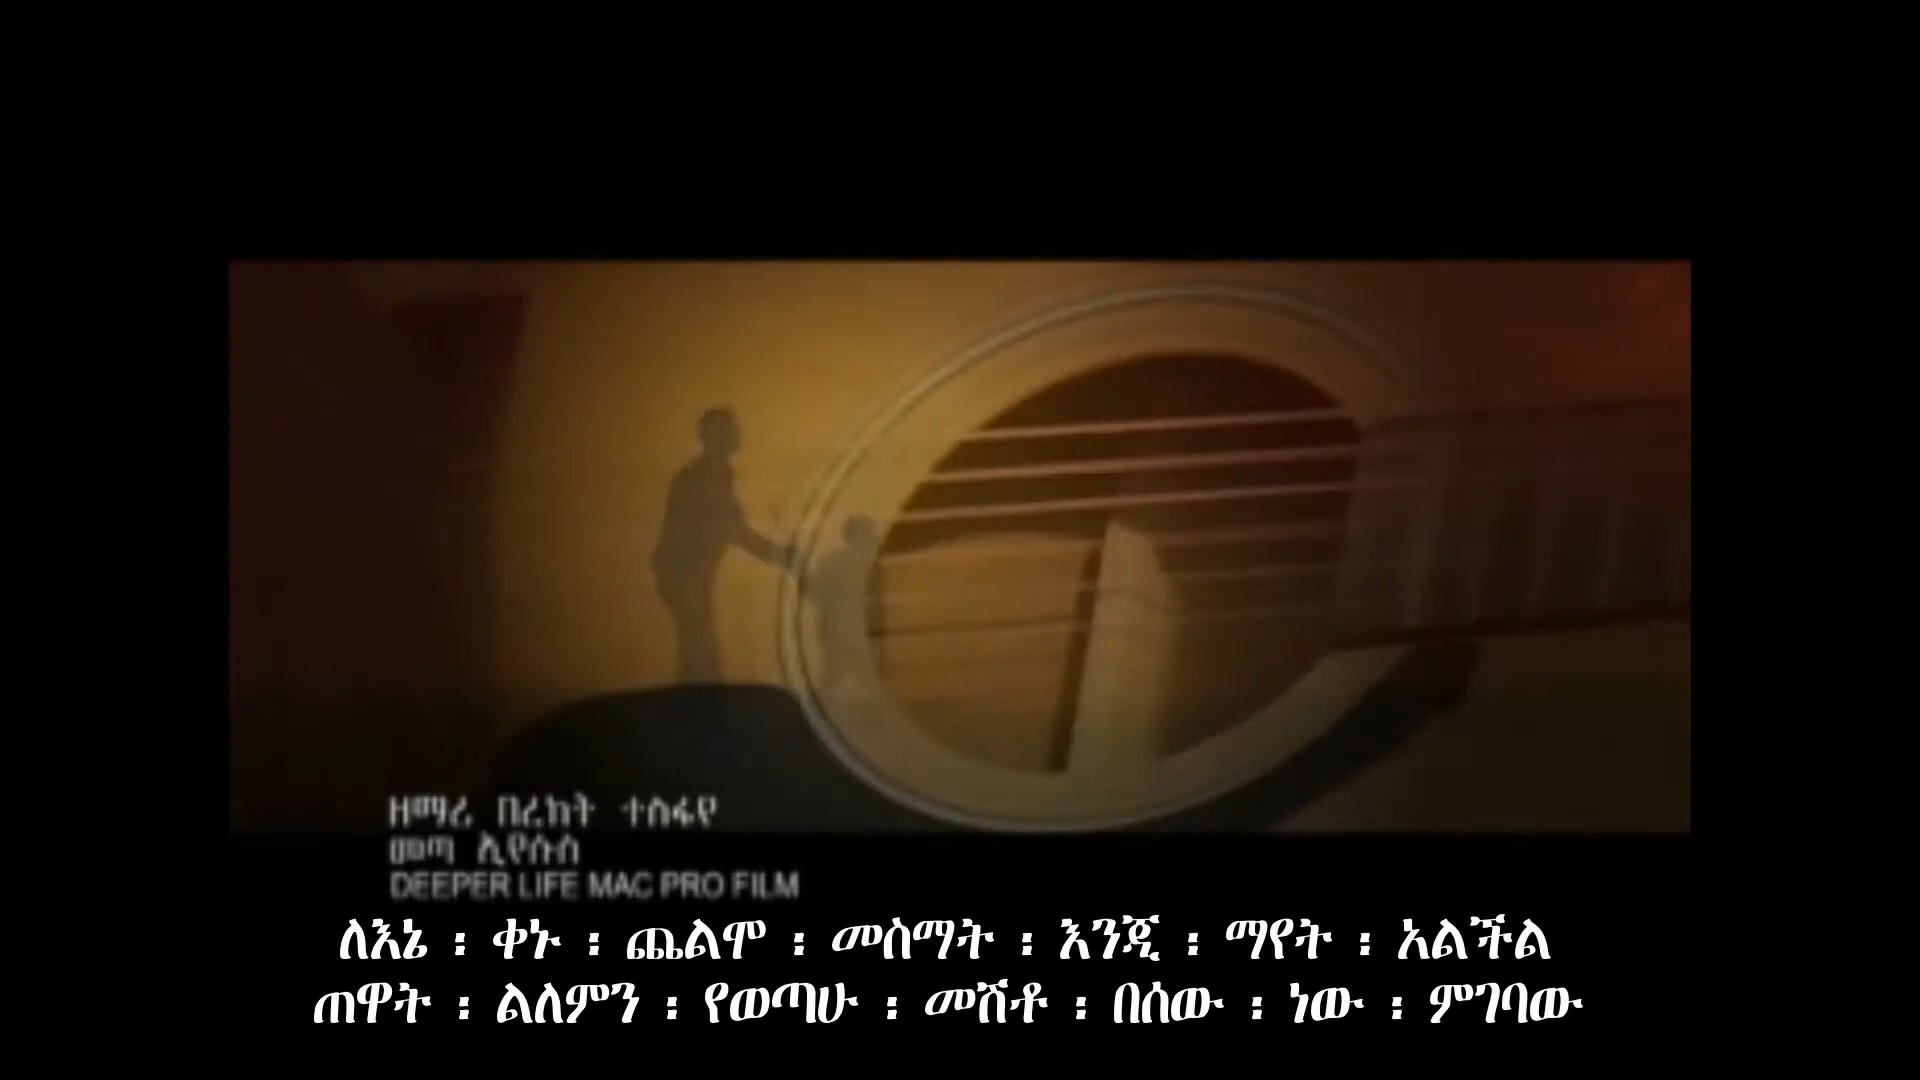 ዘማሪ በረከት ተስፋዬ
መጣ ኢየሱስ
DEEPER LIFE MAC PRO FILM
ለእኔ ፡ ቀኑ ፡ ጨልሞ ፡ መስማት ፡ እንጂ ፡ ማየት ፡ አልችል
ጠዋት ፡ ልለምን ፡ የወጣሁ ፡ መሽቶ ፡ በሰው ፡ ነው ፡ ምገባው